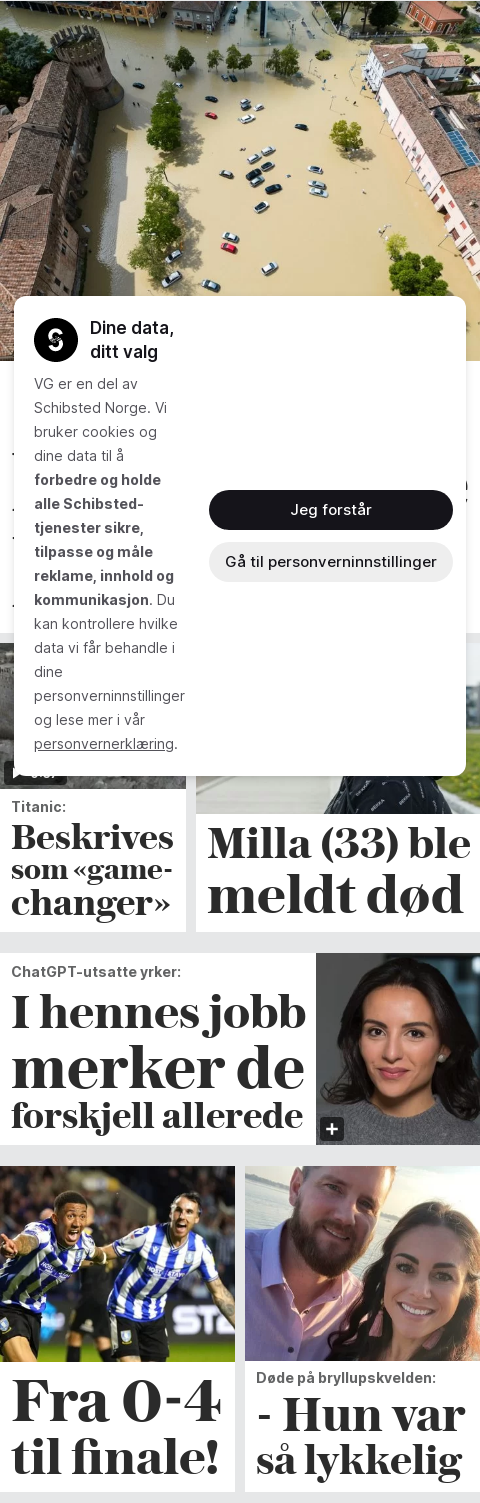 Dine data,
ditt valg
VG er en del av
Schibsted Norge. Vi
bruker cookies og
dine data til å
forbedre og holde
alle Schibsted-
tjenester sikre,
tilpasse og måle
reklame, innhold og
kommunikasjon. Du
kan kontrollere hvilke
data vi får behandle i
dine
personverninnstillinger
og lese mer i vår
personvernerklæring.
Jeg forstår
Gå til personverninnstillinger
Titanic:
Beskrives
som «game-
changer»
Milla (33) ble
meldt død
ChatGPT-utsatte yrker:
I hennes jobb
merker de
forskjell allerede
Fra 0-4
til finale!
Døde på bryllupskvelden:
- Hun var
så lykkelig